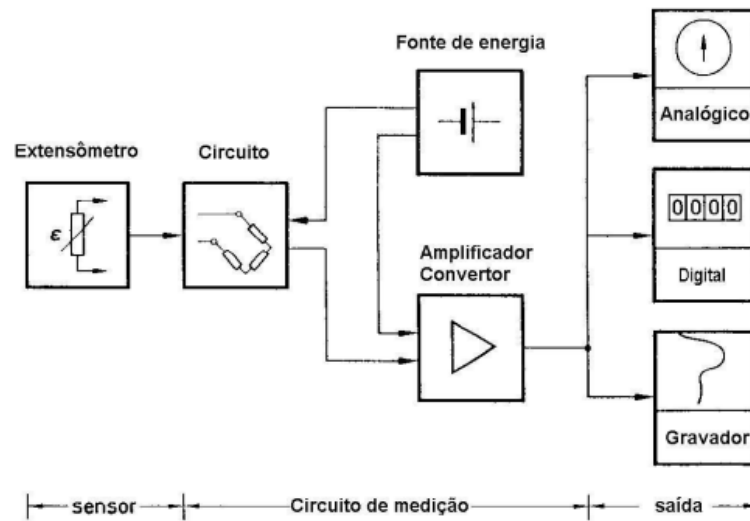 Fonte de energia
Analógico
Extensômetro
Circuito
ε
0000
Amplificador
Convertor
Digital
Gravador
sensor
Circuito de medição
saída